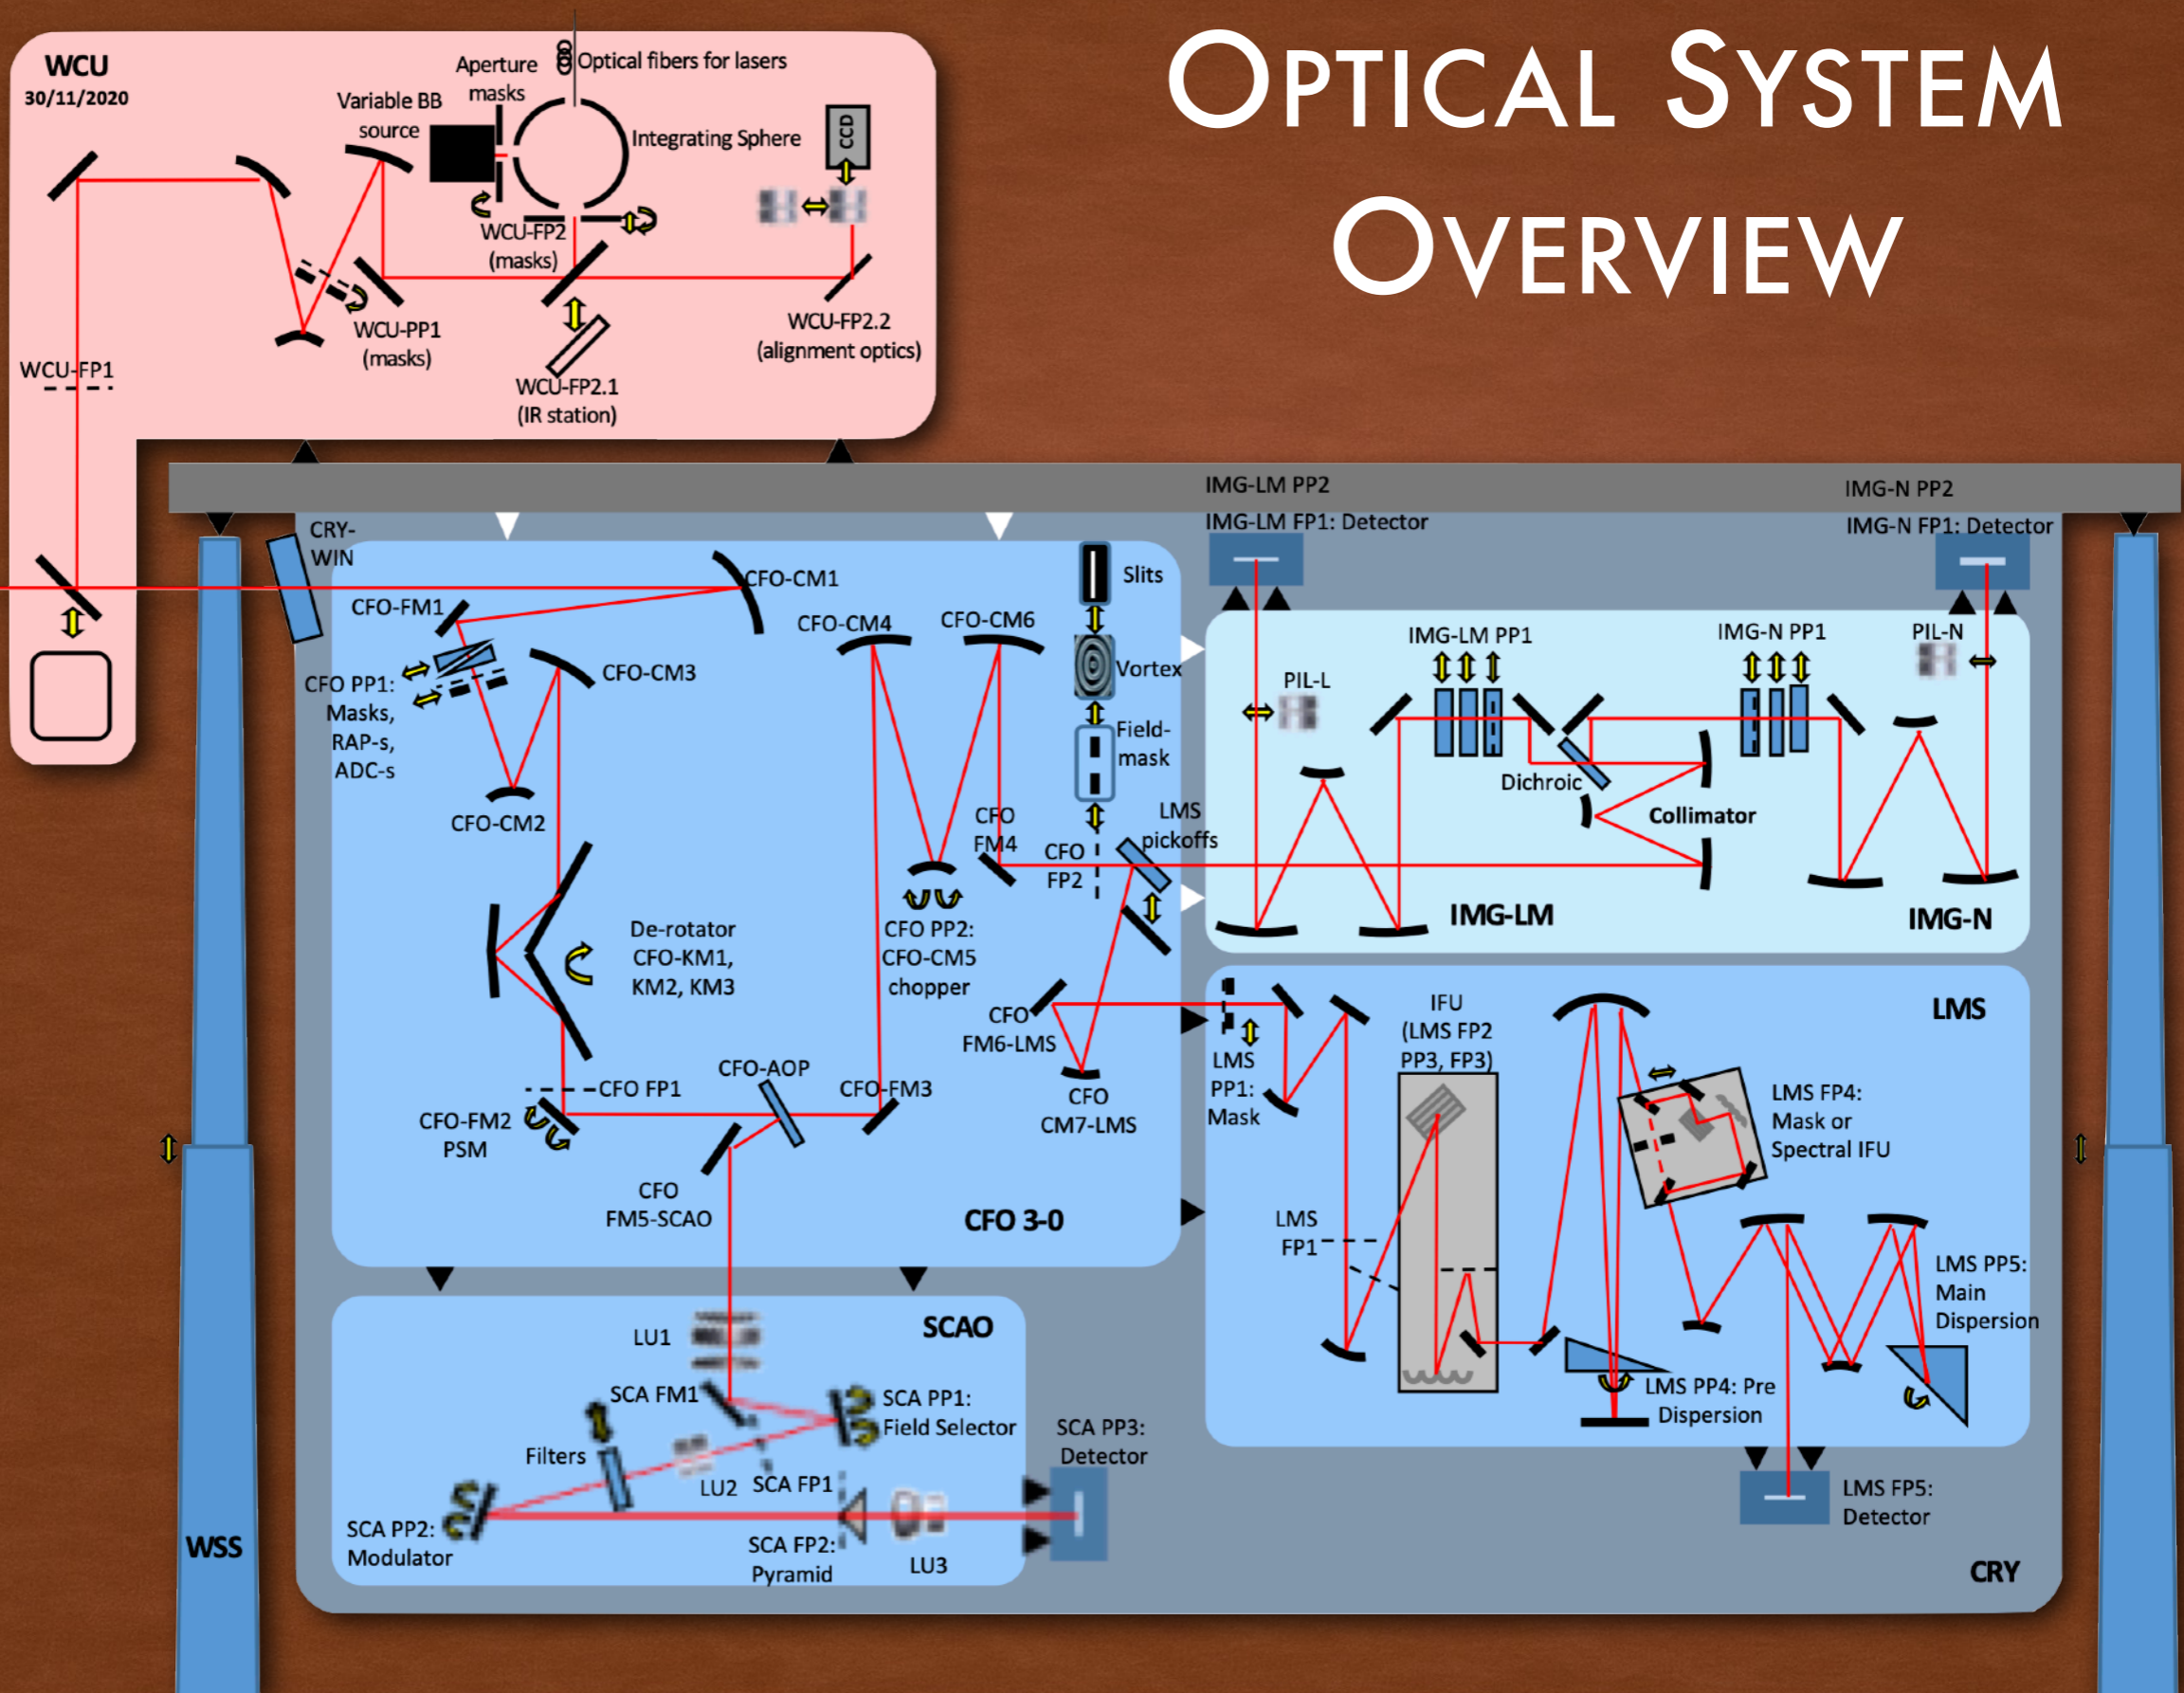 OPTICAL SYSTEM
OVERVIEW
WCU
30/11/2020
Variable BB
source
Aperture
masks
Optical fibers for lasers
Integrating Sphere
CCD
WCU-FP2
(masks)
WCU-PP1
(masks)
WCU-FP2.1
(IR station)
WCU-FP2.2
(alignment optics)
WCU-FP1
CRY-
WIN
CFO-CM1
CFO-FM1
CFO PP1:
Masks,
RAP-s,
ADC-s
CFO-CM3
CFO-CM2
CFO-CM4
CFO-CM6
Slits
Vortex
Field-
mask
CFO
FM4
CFO
FP2
LMS
pickoffs
De-rotator
CFO-KM1,
KM2, KM3
CFO PP2:
CFO-CM5
chopper
CFO FP1
CFO-FM2
PSM
CFO-AOP
CFO-FM3
CFO
FM6-LMS
CFO
CM7-LMS
CFO
FM5-SCAO
CFO 3-0
IMG-LM PP2
IMG-LM FP1: Detector
IMG-N PP2
IMG-N FP1: Detector
PIL-L
IMG-LM PP1
IMG-N PP1
PIL-N
Dichroic
Collimator
IMG-LM
IMG-N
LMS
LMS
PP1:
Mask
IFU
(LMS FP2
PP3, FP3)
LMS FP4:
Mask or
Spectral IFU
LMS
FP1
LMS PP5:
Main
Dispersion
LMS PP4: Pre
Dispersion
LMS FP5:
Detector
SCAO
LU1
SCA FM1
SCA PP1:
Field Selector
Filters
LU2
SCA FP1
SCA PP2:
Modulator
SCA FP2:
Pyramid
LU3
SCA PP3:
Detector
WSS
CRY